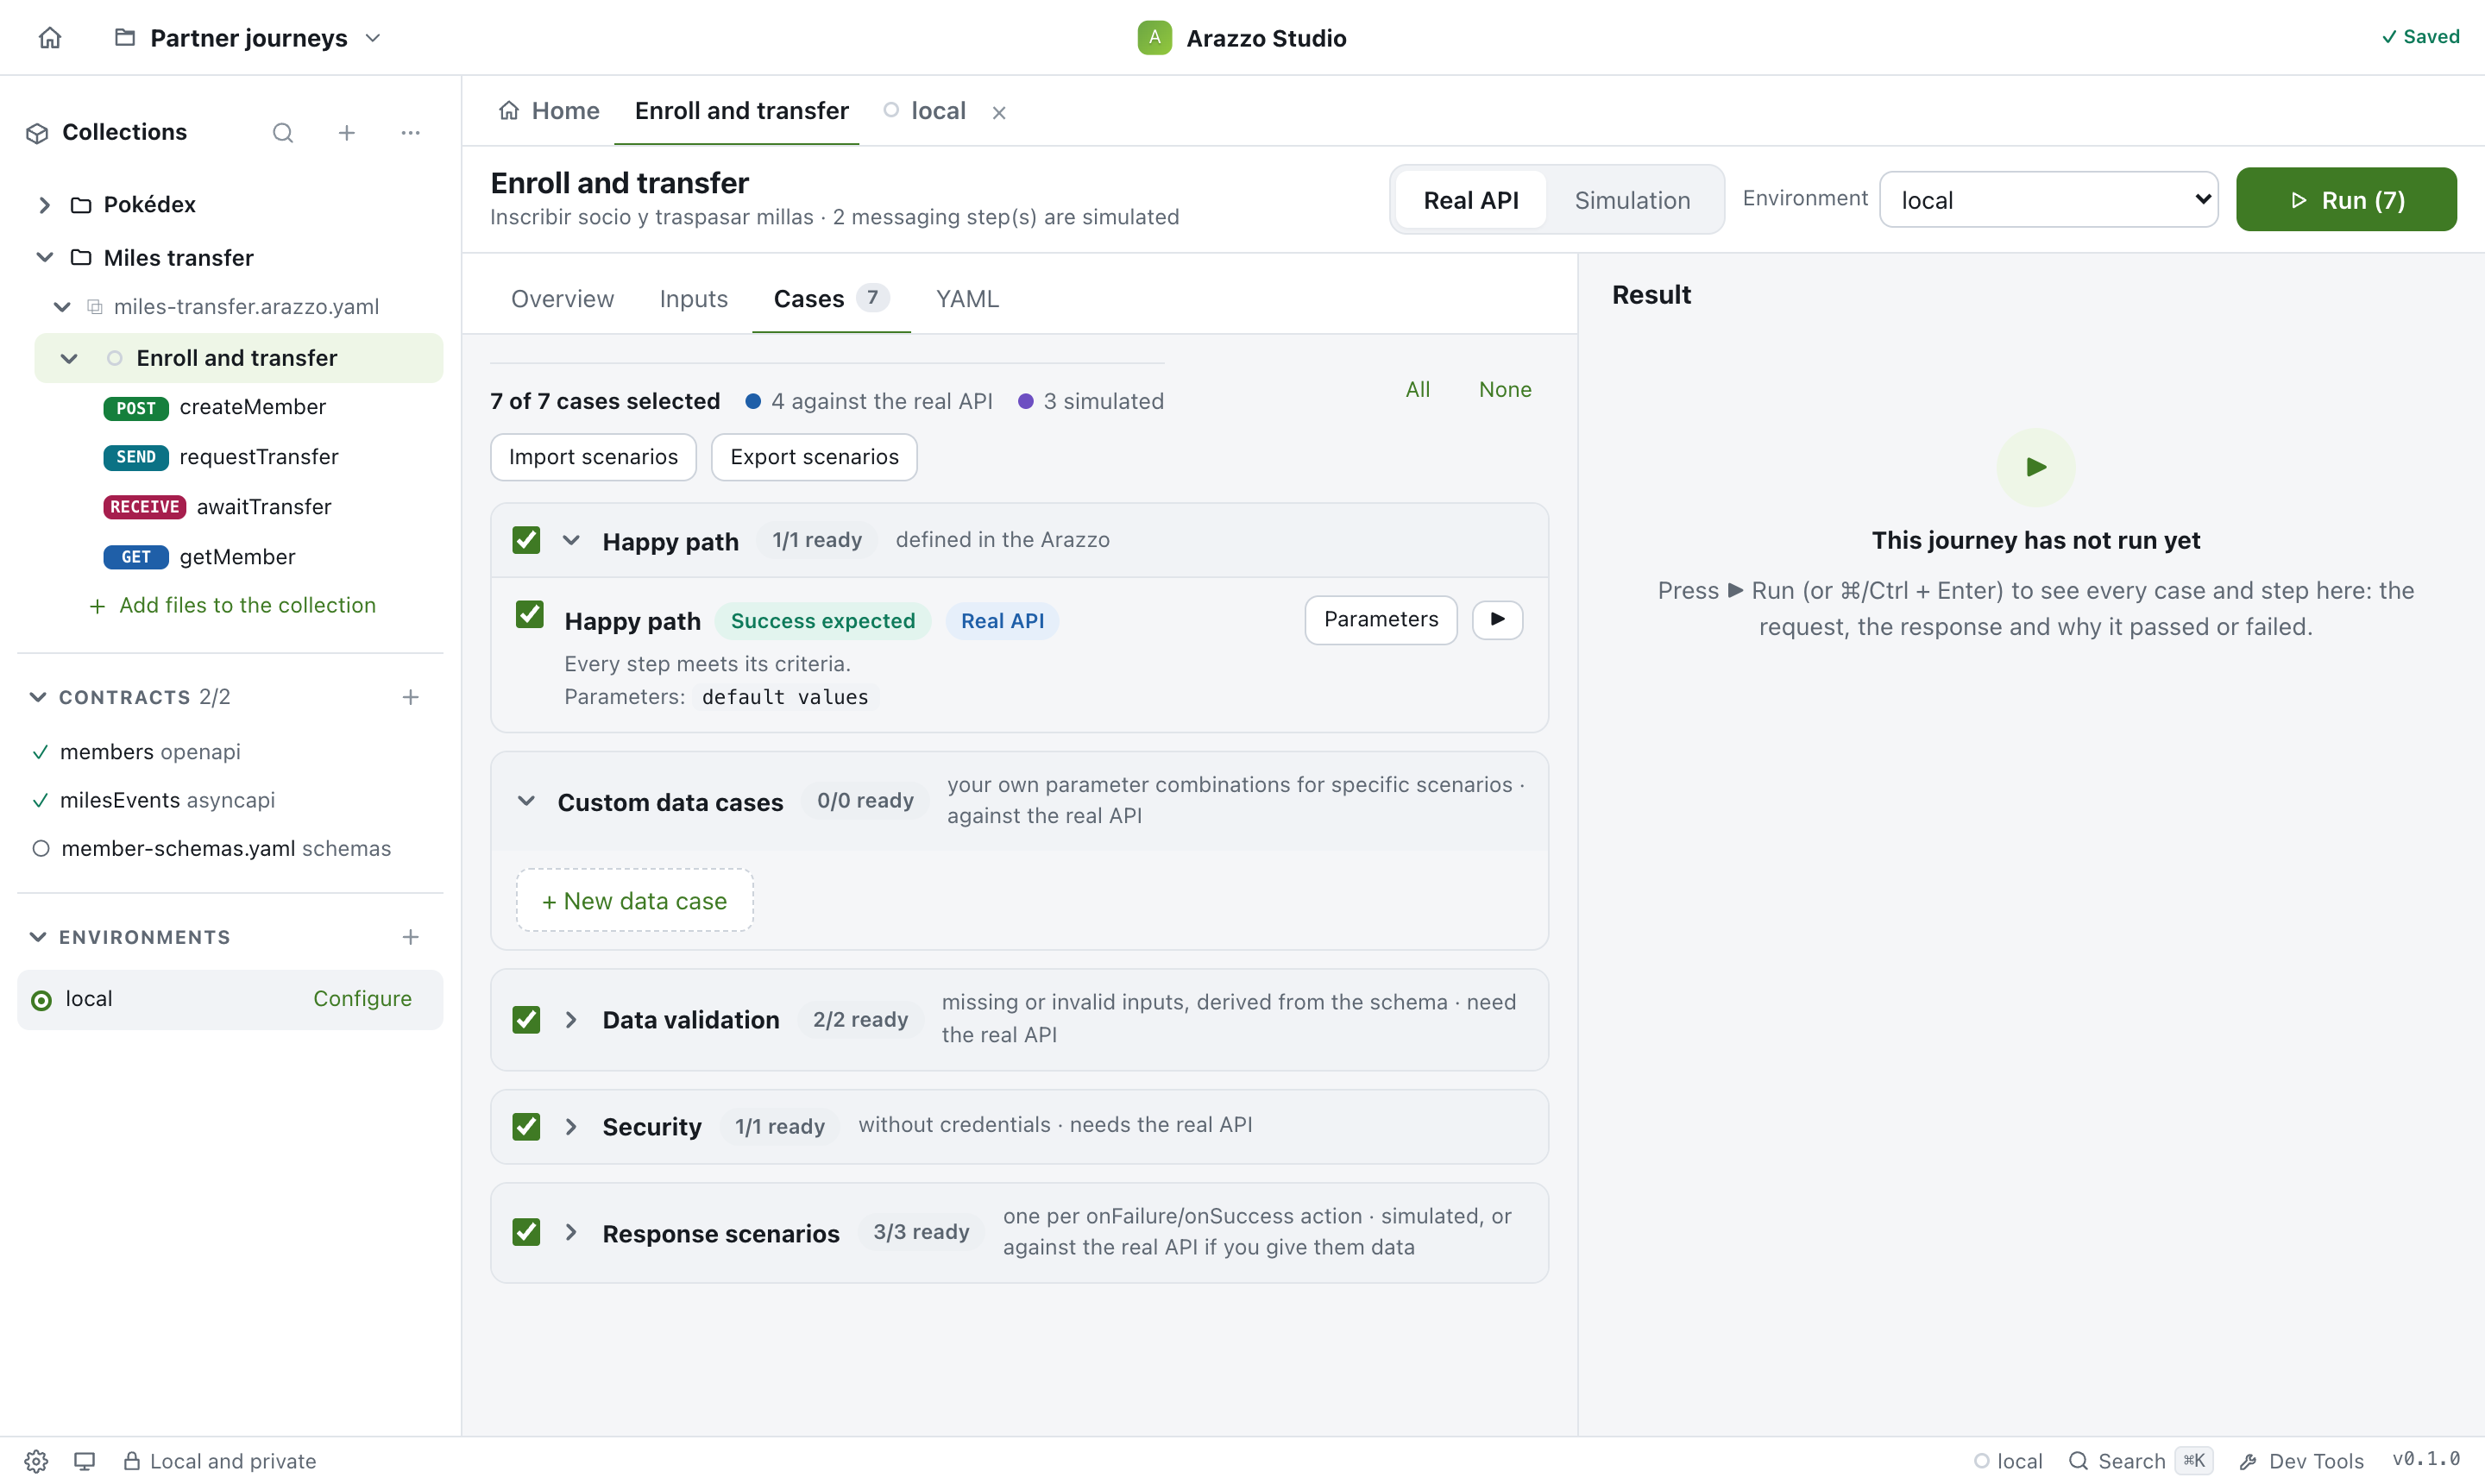 Partner journeys
A Arazzo Studio
Saved
Collections
Pokédex
Miles transfer
miles-transfer.arazzo.yaml
Enroll and transfer
POST createMember
SEND requestTransfer
RECEIVE awaitTransfer
GET getMember
+ Add files to the collection
CONTRACTS 2/2
members openapi
milesEvents asyncapi
member-schemas.yaml schemas
ENVIRONMENTS
local Configure
Home Enroll and transfer local
Enroll and transfer
Inscribir socio y traspasar millas · 2 messaging step(s) are simulated
Real API Simulation Environment local Run (7)
Overview Inputs Cases 7 YAML
7 of 7 cases selected 4 against the real API 3 simulated All None
Import scenarios Export scenarios
Happy path 1/1 ready defined in the Arazzo
Happy path Success expected Real API Parameters
Every step meets its criteria.
Parameters: default values
Custom data cases 0/0 ready your own parameter combinations for specific scenarios ·
against the real API
+ New data case
Data validation 2/2 ready missing or invalid inputs, derived from the schema · need
the real API
Security 1/1 ready without credentials · needs the real API
Response scenarios 3/3 ready one per onFailure/onSuccess action · simulated, or
against the real API if you give them data
Result
This journey has not run yet
Press ▶ Run (or ⌘/Ctrl + Enter) to see every case and step here: the
request, the response and why it passed or failed.
Local and private
local Search ⌘K Dev Tools v0.1.0